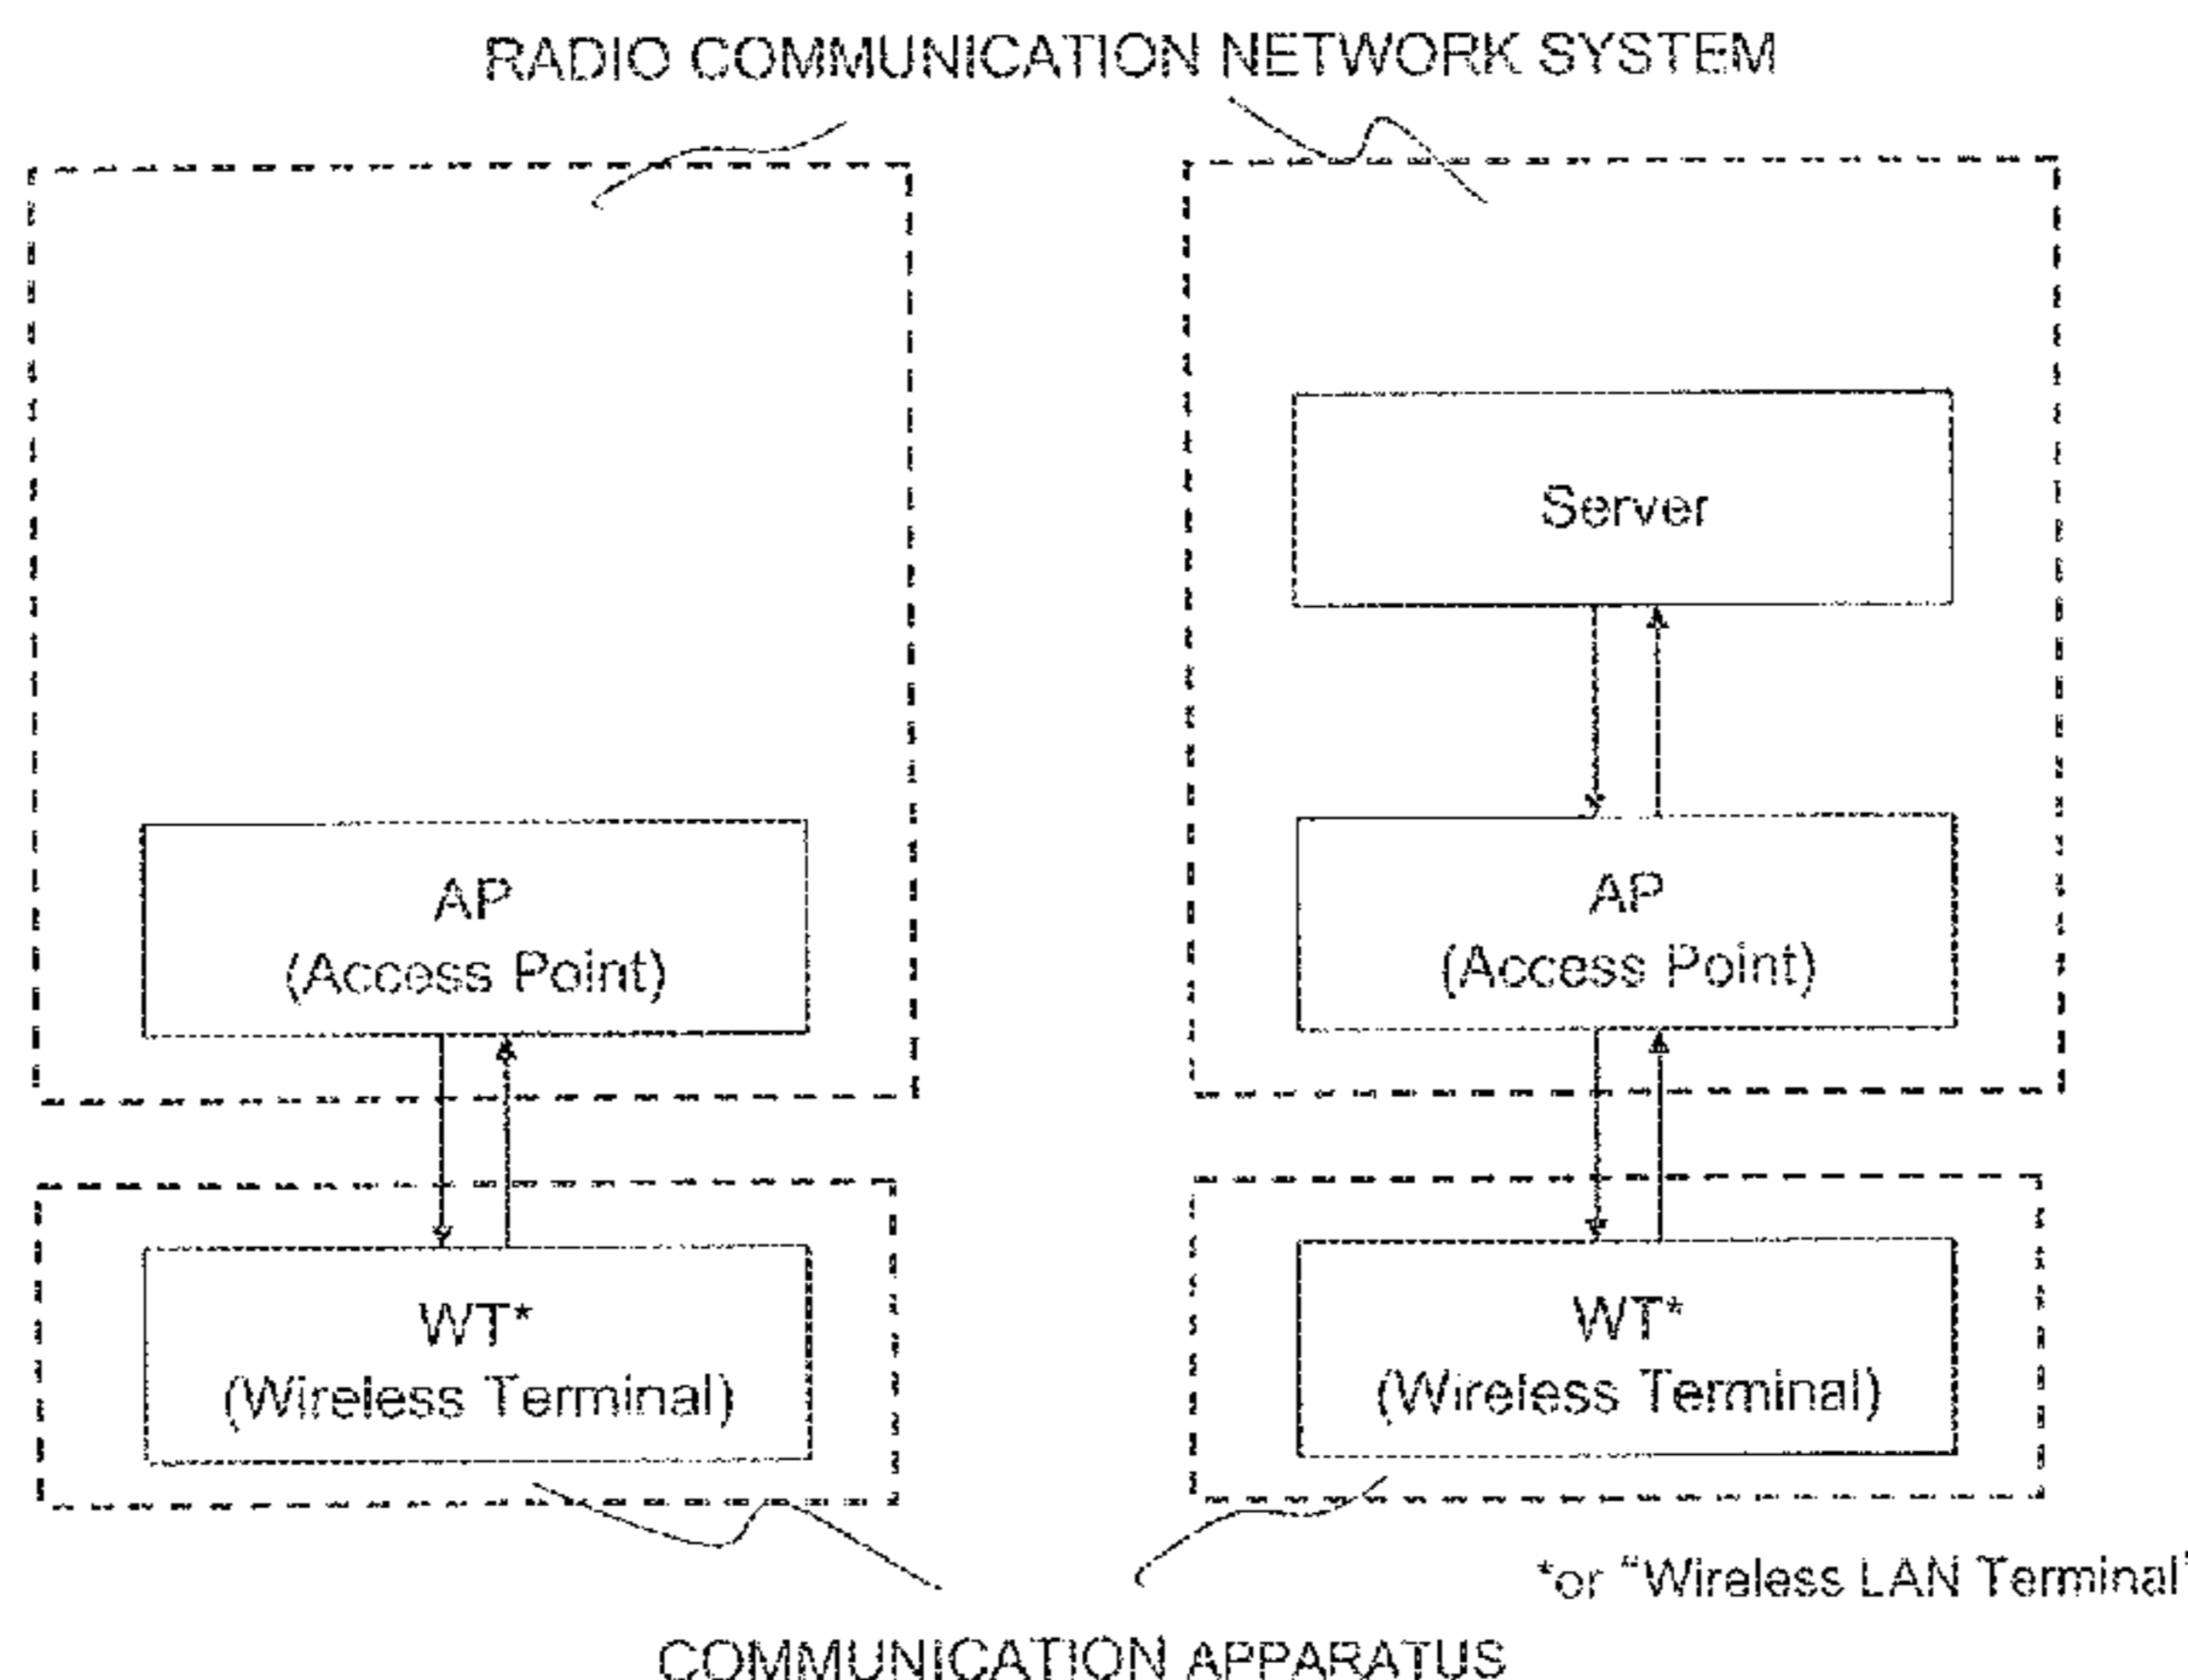 RADIO COMMUNICATION NETWORK SYSTEM
Server
AP
(Access Point)
AP
(Access Point)
WT*
(Wireless Terminal)
WT*
(Wireless Terminal)
*or “Wireless LAN Terminal”
COMMUNICATION APPARATUS